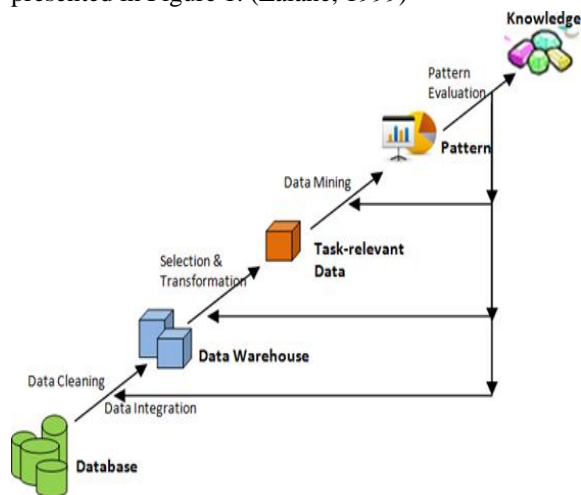 presented in Figure 1. (Zaiane, 1999)
Knowledge
Pattern
Evaluation
Pattern
Data Mining
Task-relevant
Data
Selection &
Transformation
Data Warehouse
Data Cleaning
Data Integration
Database